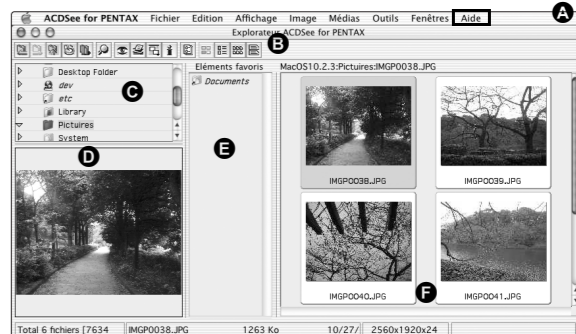 ACDSee for PENTAX Fichier Edition Affichage Image Médias Outils Fenêtres Aide A
Explorateur ACDSee for PENTAX
B
Desktop Folder
dev
etc
Library
Pictuires
System
C
D
Eléments favoris
Documents
E
MacOS10.2.3:Pictures:IMGP0038.JPG
IMGP0038.JPG IMGP0039.JPG
IMGP0040.JPG IMGP0041.JPG
F
Total 6 fichiers [7634 IMGP0038.JPG 1263 Ko 10/27/ 2560x1920x24